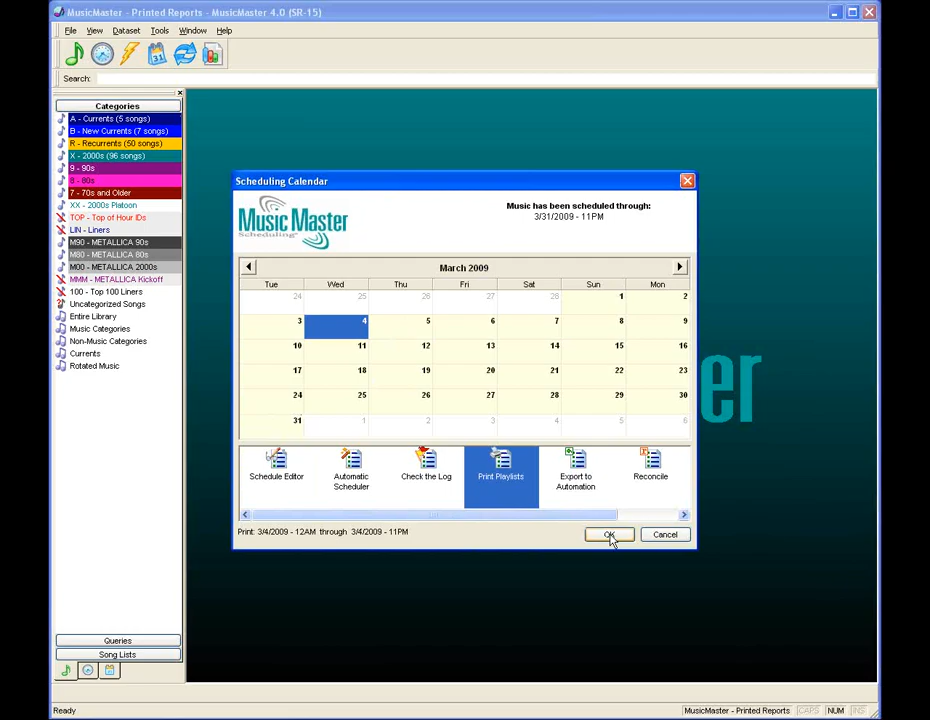 MusicMaster - Printed Reports - MusicMaster 4.0 (SR-15)
File View Dataset Tools Window Help
Search:
Categories
A - Currents (5 songs)
B - New Currents (7 songs)
R - Recurrents (50 songs)
X - 2000s (96 songs)
9 - 90s
8 - 80s
7 - 70s and Older
XX - 2000s Platoon
TOP - Top of Hour IDs
LIN - Liners
M90 - METALLICA 90s
M80 - METALLICA 80s
M00 - METALLICA 2000s
MMM - METALLICA Kickoff
100 - Top 100 Liners
Uncategorized Songs
Entire Library
Music Categories
Non-Music Categories
Currents
Rotated Music
Queries
Song Lists
er
Scheduling Calendar
Music Master
Scheduling
Music has been scheduled through:
3/31/2009 - 11PM
March 2009
Tue Wed Thu Fri Sat Sun Mon
24 25 26 27 28 1 2
3 4 5 6 7 8 9
10 11 12 13 14 15 16
17 18 19 20 21 22 23
24 25 26 27 28 29 30
31 1 2 3 4 5 6
Schedule Editor
Automatic
Scheduler
Check the Log
Print Playlists
Export to
Automation
Reconcile
Print: 3/4/2009 - 12AM through 3/4/2009 - 11PM
OK Cancel
Ready
MusicMaster - Printed Reports CAPS NUM INS
31